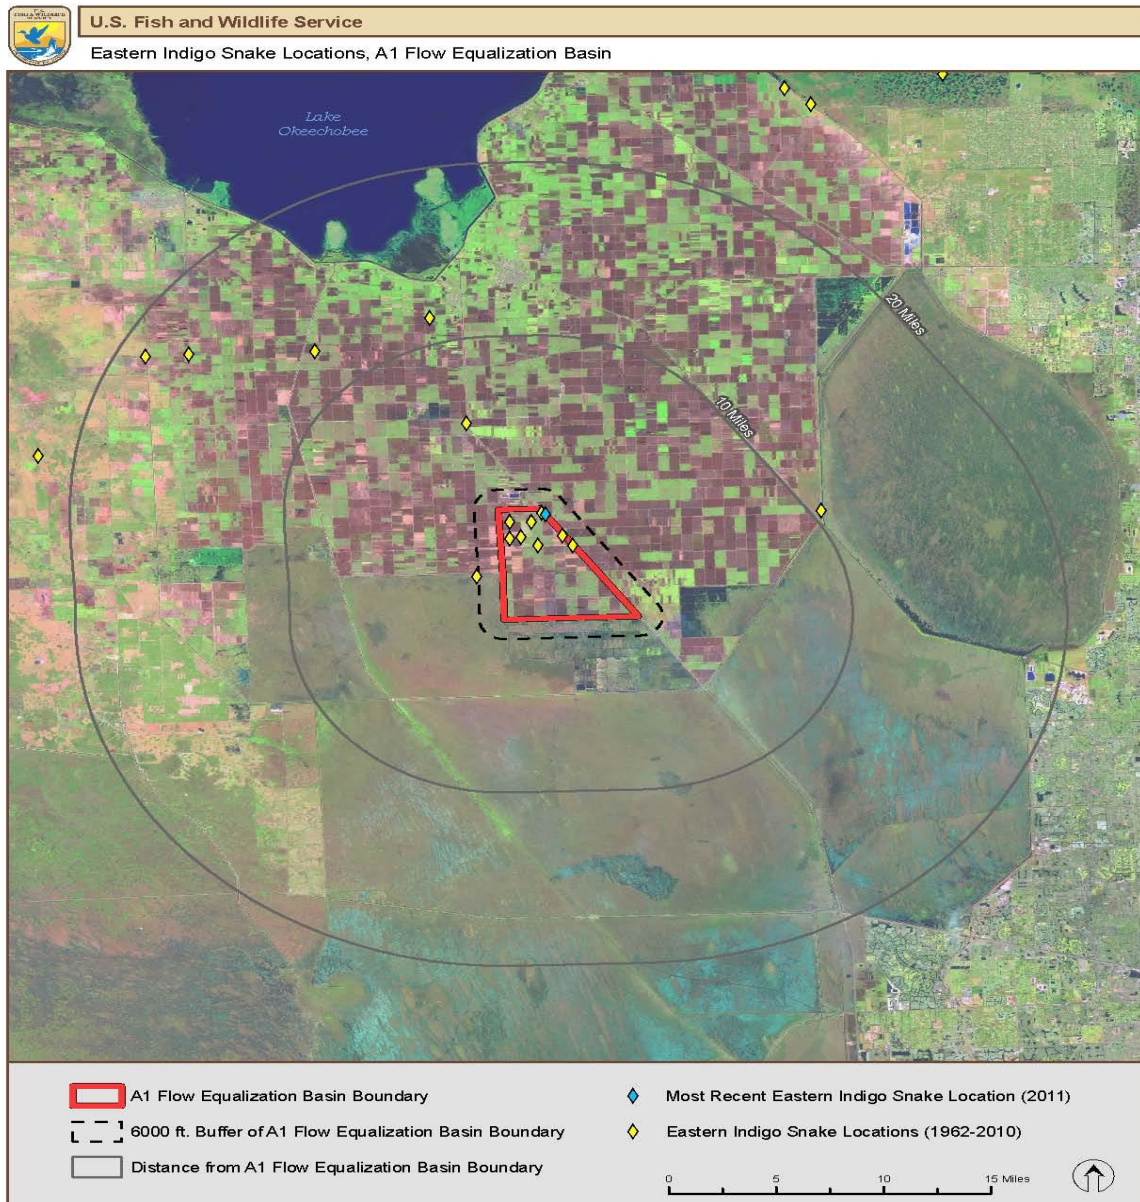 U.S.
FISH & WILDLIFE
SERVICE
U.S. Fish and Wildlife Service
Eastern Indigo Snake Locations, A1 Flow Equalization Basin
Lake
Okeechobee
20 Miles
10 Miles
A1 Flow Equalization Basin Boundary
6000 ft. Buffer of A1 Flow Equalization Basin Boundary
Distance from A1 Flow Equalization Basin Boundary
Most Recent Eastern Indigo Snake Location (2011)
Eastern Indigo Snake Locations (1962-2010)
0 5 10 15 Miles